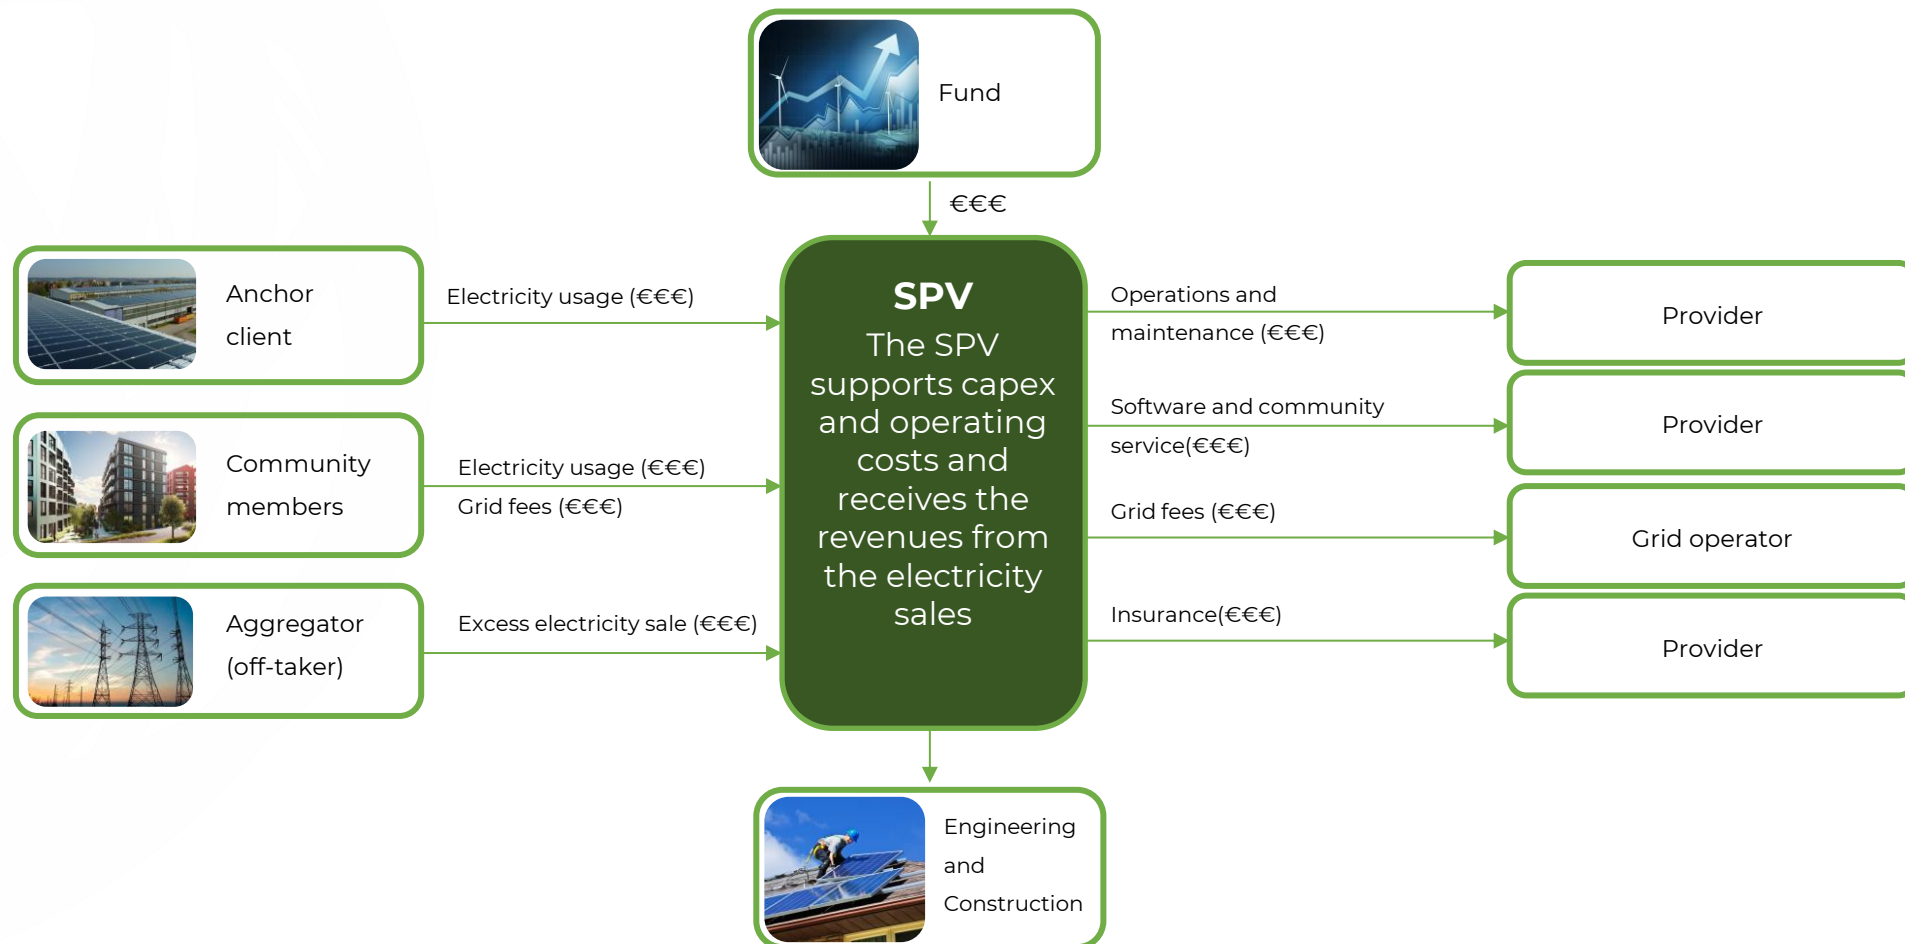 Fund
€€€
Anchor
client
Electricity usage (€€€)
Community
members
Electricity usage (€€€)
Grid fees (€€€)
Aggregator
(off-taker)
Excess electricity sale (€€€)
SPV
The SPV
supports capex
and operating
costs and
receives the
revenues from
the electricity
sales
Operations and
maintenance (€€€)
Provider
Software and community
service(€€€)
Provider
Grid fees (€€€)
Grid operator
Insurance(€€€)
Provider
Engineering
and
Construction